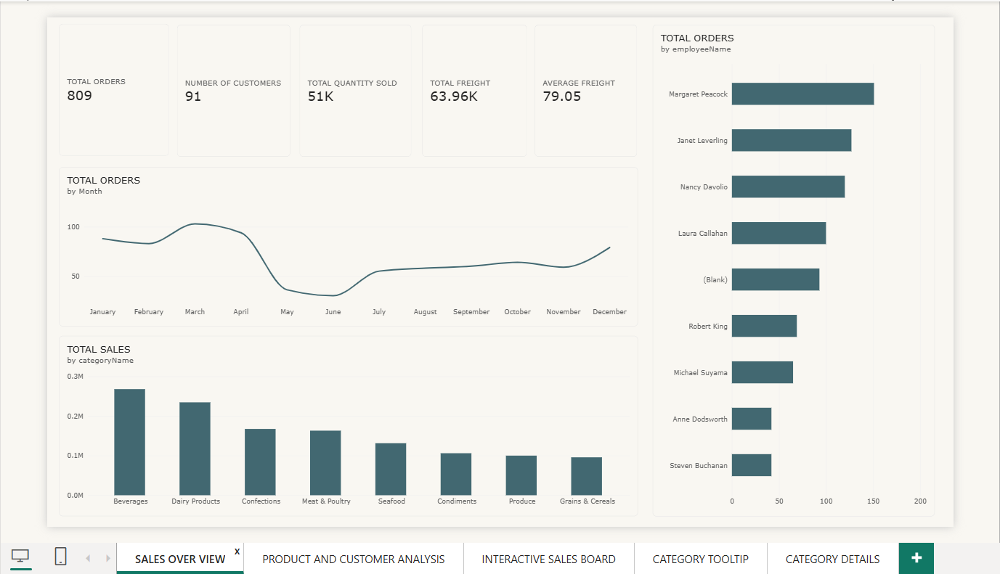 TOTAL ORDERS
809
NUMBER OF CUSTOMERS
91
TOTAL QUANTITY SOLD
51K
TOTAL FREIGHT
63.96K
AVERAGE FREIGHT
79.05
TOTAL ORDERS
by Month
100
50
January February March April May June July August September October November December
TOTAL SALES
by categoryName
0.3M
0.2M
0.1M
0.0M
Beverages Dairy Products Confections Meat & Poultry Seafood Condiments Produce Grains & Cereals
TOTAL ORDERS
by employeeName
Margaret Peacock
Janet Leverling
Nancy Davolio
Laura Callahan
(Blank)
Robert King
Michael Suyama
Anne Dodsworth
Steven Buchanan
0 50 100 150 200
SALES OVER VIEW x PRODUCT AND CUSTOMER ANALYSIS INTERACTIVE SALES BOARD CATEGORY TOOLTIP CATEGORY DETAILS +